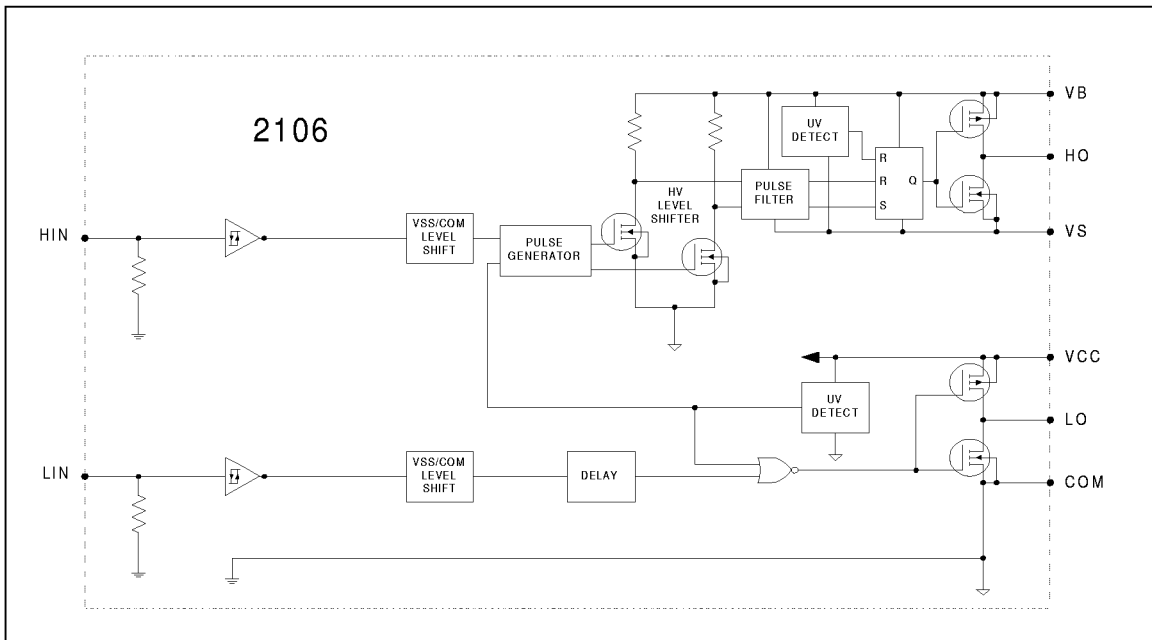 2106
VB
UV
DETECT
HO
R
R
Q
S
HV
LEVEL
SHIFTER
PULSE
FILTER
VS
HIN
VSS/COM
LEVEL
SHIFT
PULSE
GENERATOR
VCC
UV
DETECT
LO
LIN
VSS/COM
LEVEL
SHIFT
DELAY
COM